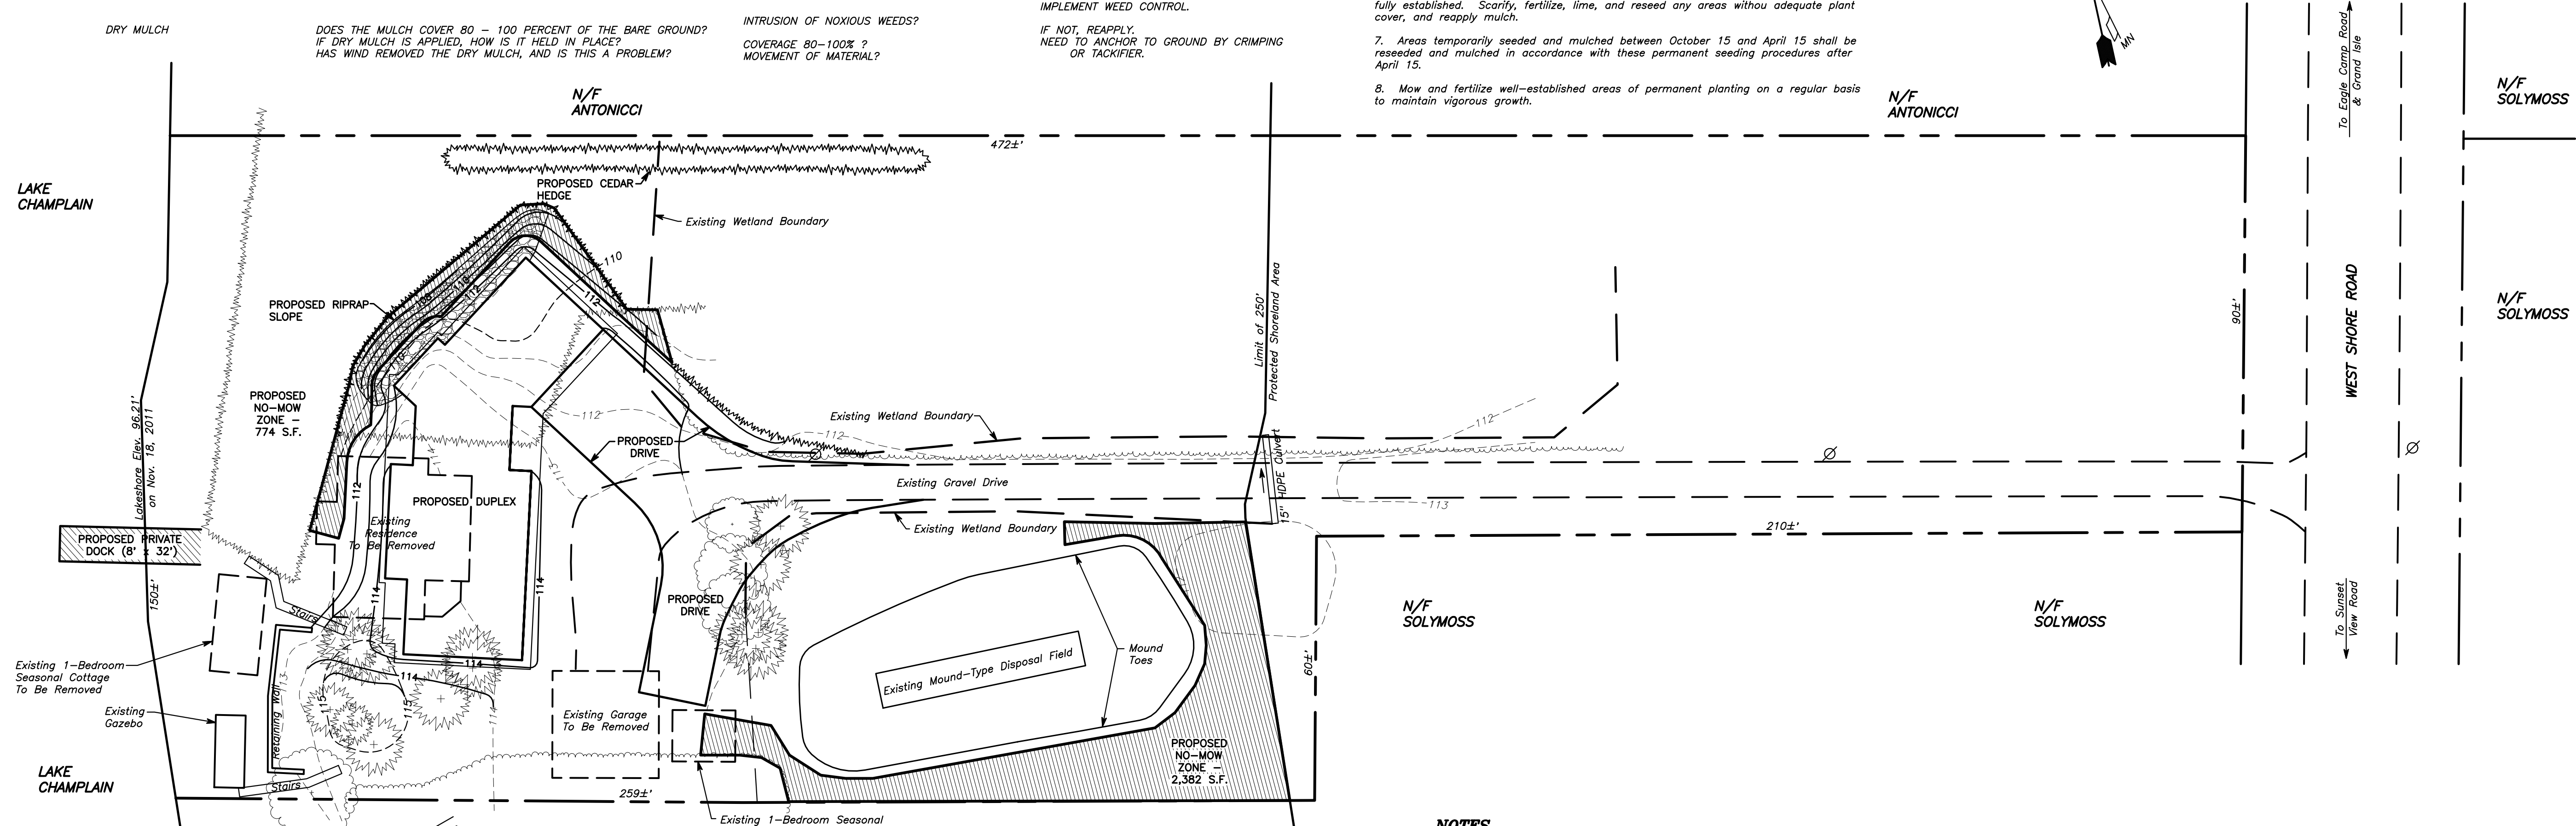 DRY MULCH
DOES THE MULCH COVER 80 – 100 PERCENT OF THE BARE GROUND?
IF DRY MULCH IS APPLIED, HOW IS IT HELD IN PLACE?
HAS WIND REMOVED THE DRY MULCH, AND IS THIS A PROBLEM?
INTRUSION OF NOXIOUS WEEDS?
COVERAGE 80–100% ?
MOVEMENT OF MATERIAL?
IMPLEMENT WEED CONTROL.
IF NOT, REAPPLY.
NEED TO ANCHOR TO GROUND BY CRIMPING
OR TACKIFIER.
fully established. Scarify, fertilize, lime, and reseed any areas withou adequate plant
cover, and reapply mulch.
7. Areas temporarily seeded and mulched between October 15 and April 15 shall be
reseeded and mulched in accordance with these permanent seeding procedures after
April 15.
8. Mow and fertilize well–established areas of permanent planting on a regular basis
to maintain vigorous growth.
MN
To Eagle Camp Road
& Grand Isle
N/F
SOLYMOSS
N/F
ANTONICCI
N/F
ANTONICCI
472±'
LAKE
CHAMPLAIN
PROPOSED CEDAR
HEDGE
Existing Wetland Boundary
110
108
110
112
112
PROPOSED RIPRAP
SLOPE
Limit of 250'
Protected Shoreland Area
90±'
WEST SHORE ROAD
N/F
SOLYMOSS
PROPOSED
NO–MOW
ZONE –
774 S.F.
Lakeshore Elev. 96.21'
on Nov. 18, 2011
112
112
112
113
Existing Wetland Boundary
PROPOSED
DRIVE
Existing Gravel Drive
15" HDPE Culvert
113
112
PROPOSED DUPLEX
Existing
Residence
To Be Removed
Existing Wetland Boundary
210±'
PROPOSED PRIVATE
DOCK (8' x 32')
150±'
114
114
PROPOSED
DRIVE
Stairs
N/F
SOLYMOSS
N/F
SOLYMOSS
To Sunset
View Road
Existing 1–Bedroom
Seasonal Cottage
To Be Removed
114
114
115
115
113
114
Existing Mound–Type Disposal Field
Mound
Toes
60±'
Existing
Gazebo
Retaining Wall
Existing Garage
To Be Removed
PROPOSED
NO–MOW
ZONE –
2,382 S.F.
LAKE
CHAMPLAIN
Stairs
259±'
Existing 1–Bedroom Seasonal
NOTES